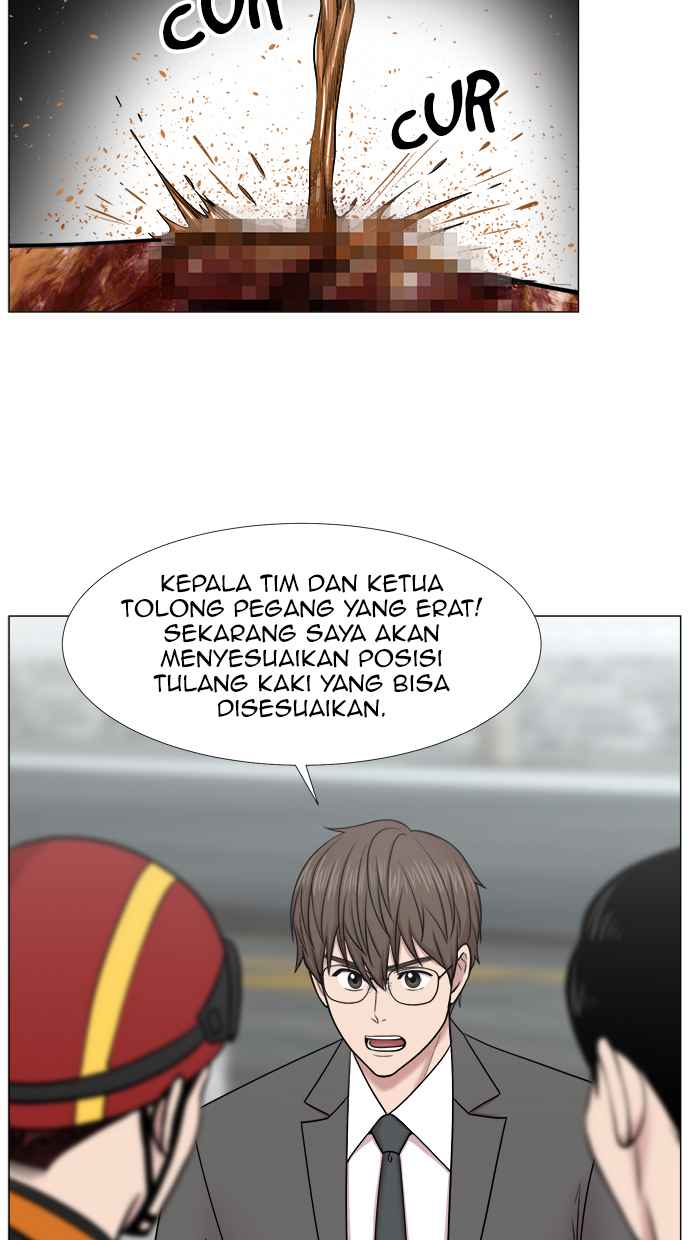 CUR
CUR
KEPALA TIM DAN KETUA
TOLONG PEGANG YANG ERAT!
SEKARANG SAYA AKAN
MENYESUAIKAN POSISI
TULANG KAKI YANG BISA
DISESUAIKAN.